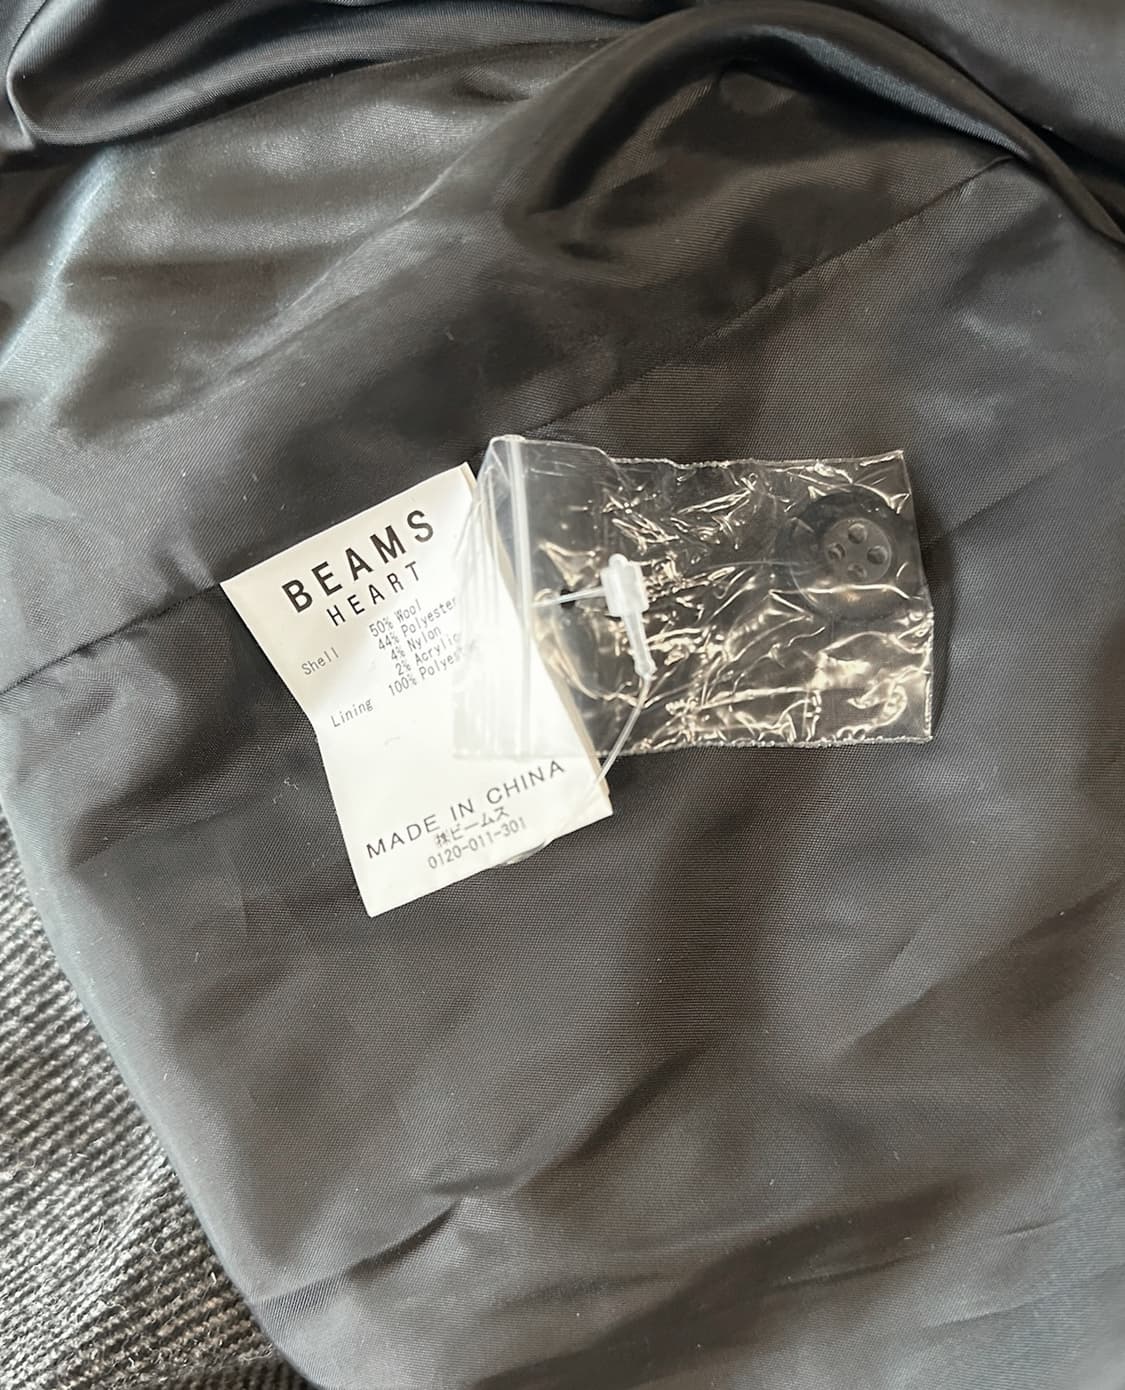 BEAMS
HEART
Shell 50% Wool
44% Polyester
4% Nylon
2% Acrylic
Lining 100% Polyester
MADE IN CHINA
㈱ビームス
0120-011-301